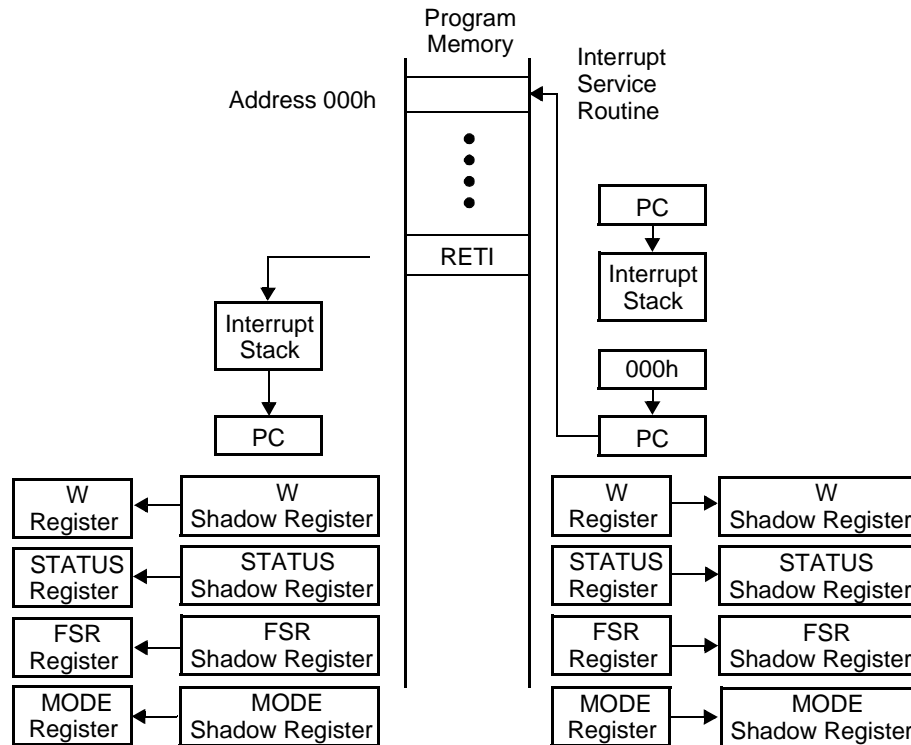 Program
Memory
Interrupt
Service
Routine
Address 000h
PC
RETI
Interrupt
Stack
Interrupt
Stack
000h
PC
PC
W
Register
W
Shadow Register
W
Register
W
Shadow Register
STATUS
Register
STATUS
Shadow Register
STATUS
Register
STATUS
Shadow Register
FSR
Register
FSR
Shadow Register
FSR
Register
FSR
Shadow Register
MODE
Register
MODE
Shadow Register
MODE
Register
MODE
Shadow Register